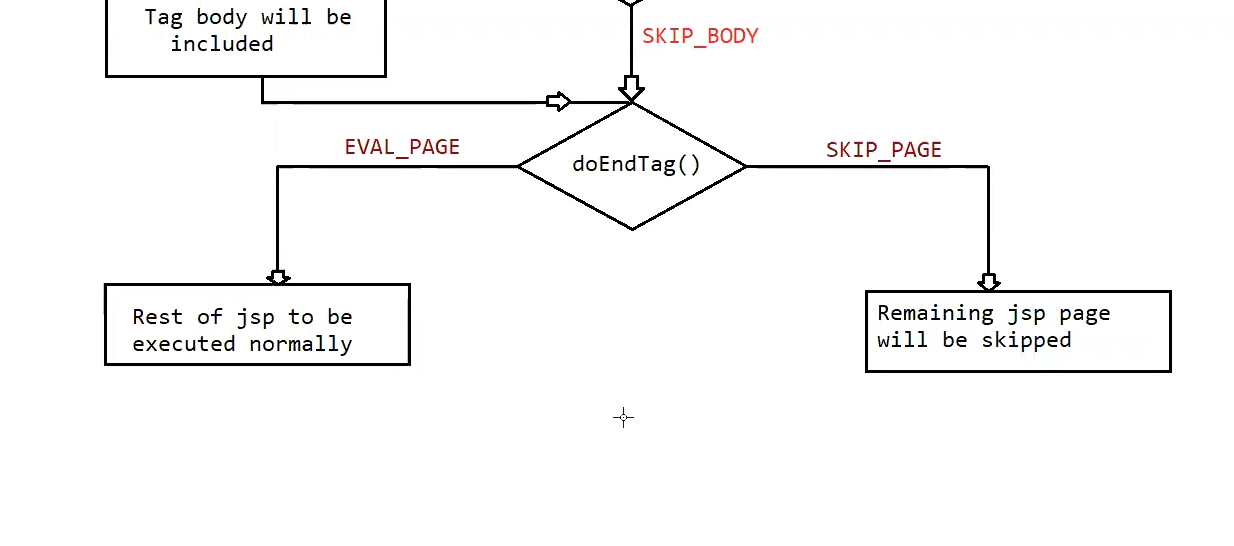 Tag body will be
included
SKIP_BODY
EVAL_PAGE
doEndTag()
SKIP_PAGE
Rest of jsp to be
executed normally
Remaining jsp page
will be skipped